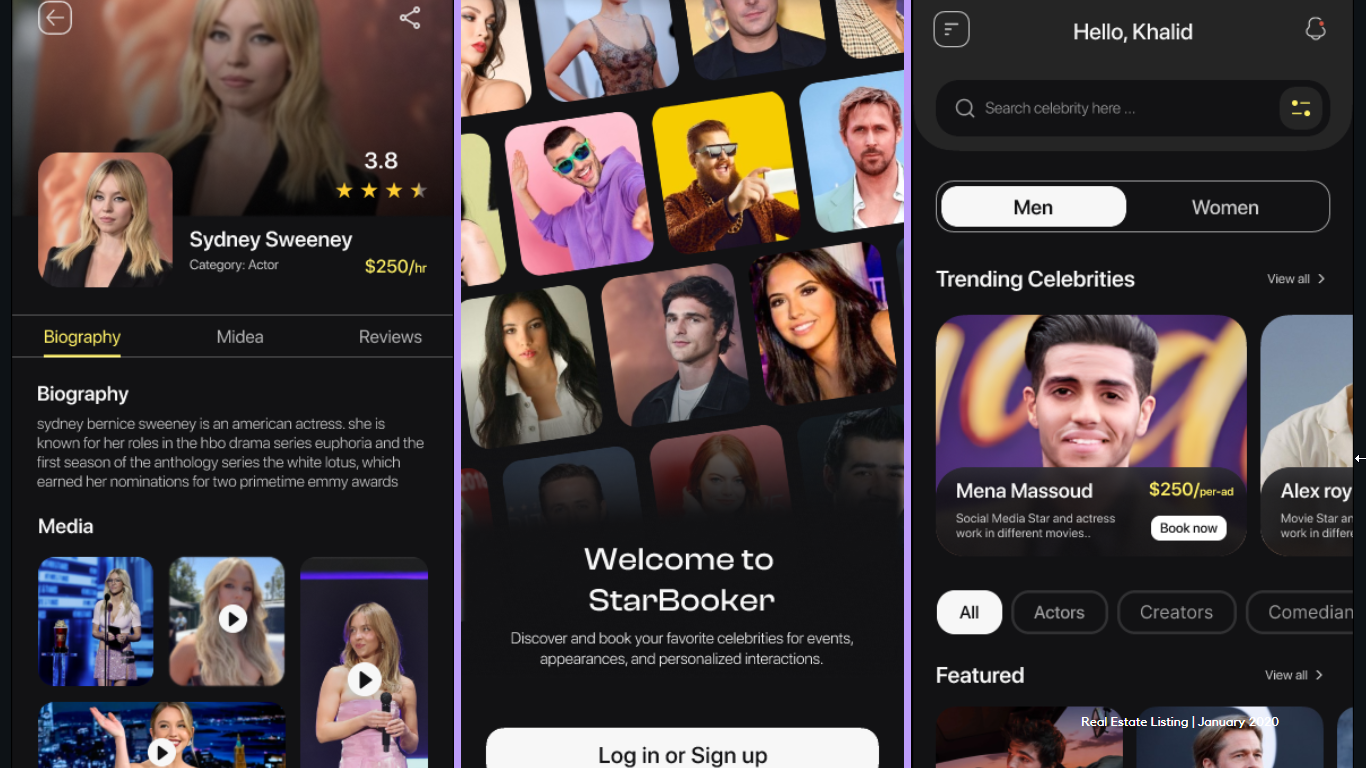 3.8
Sydney Sweeney
Category: Actor
$250/hr
Biography
Midea
Reviews
Biography
sydney bernice sweeney is an american actress. she is
known for her roles in the hbo drama series euphoria and the
first season of the anthology series the white lotus, which
earned her nominations for two primetime emmy awards
Media
Welcome to
StarBooker
Discover and book your favorite celebrities for events,
appearances, and personalized interactions.
Log in or Sign up
Hello, Khalid
Search celebrity here ...
Men
Women
Trending Celebrities
View all
Mena Massoud
$250/per-ad
Social Media Star and actress
work in different movies..
Book now
Alex roy
Movie Star an
work in differe
All
Actors
Creators
Comedian
Featured
View all
Real Estate Listing | January 2020